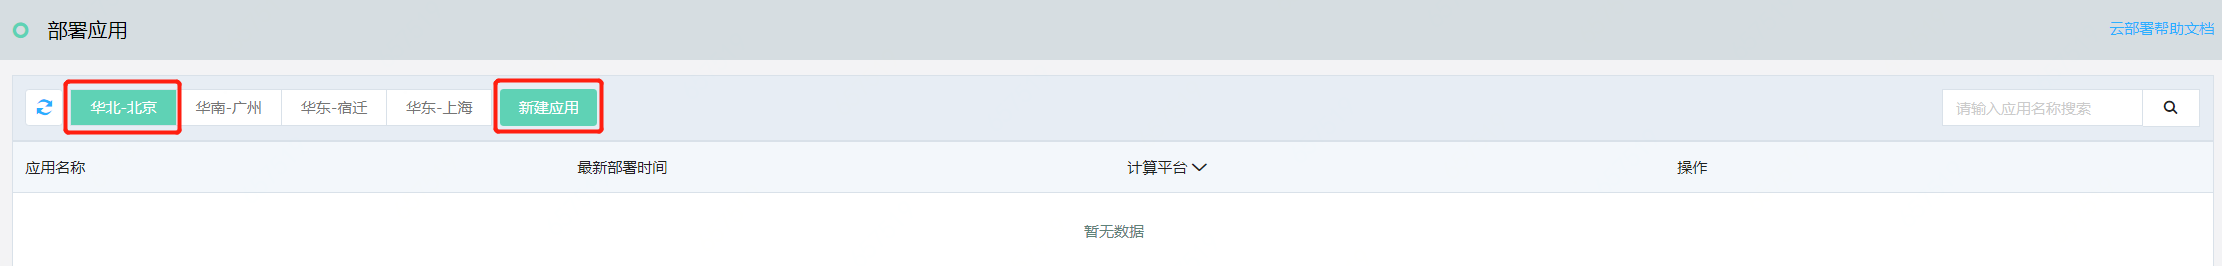 部署应用
云部署帮助文档
华北-北京 华南-广州 华东-宿迁 华东-上海 新建应用 请输入应用名称搜索
应用名称 最新部署时间 计算平台 操作
暂无数据